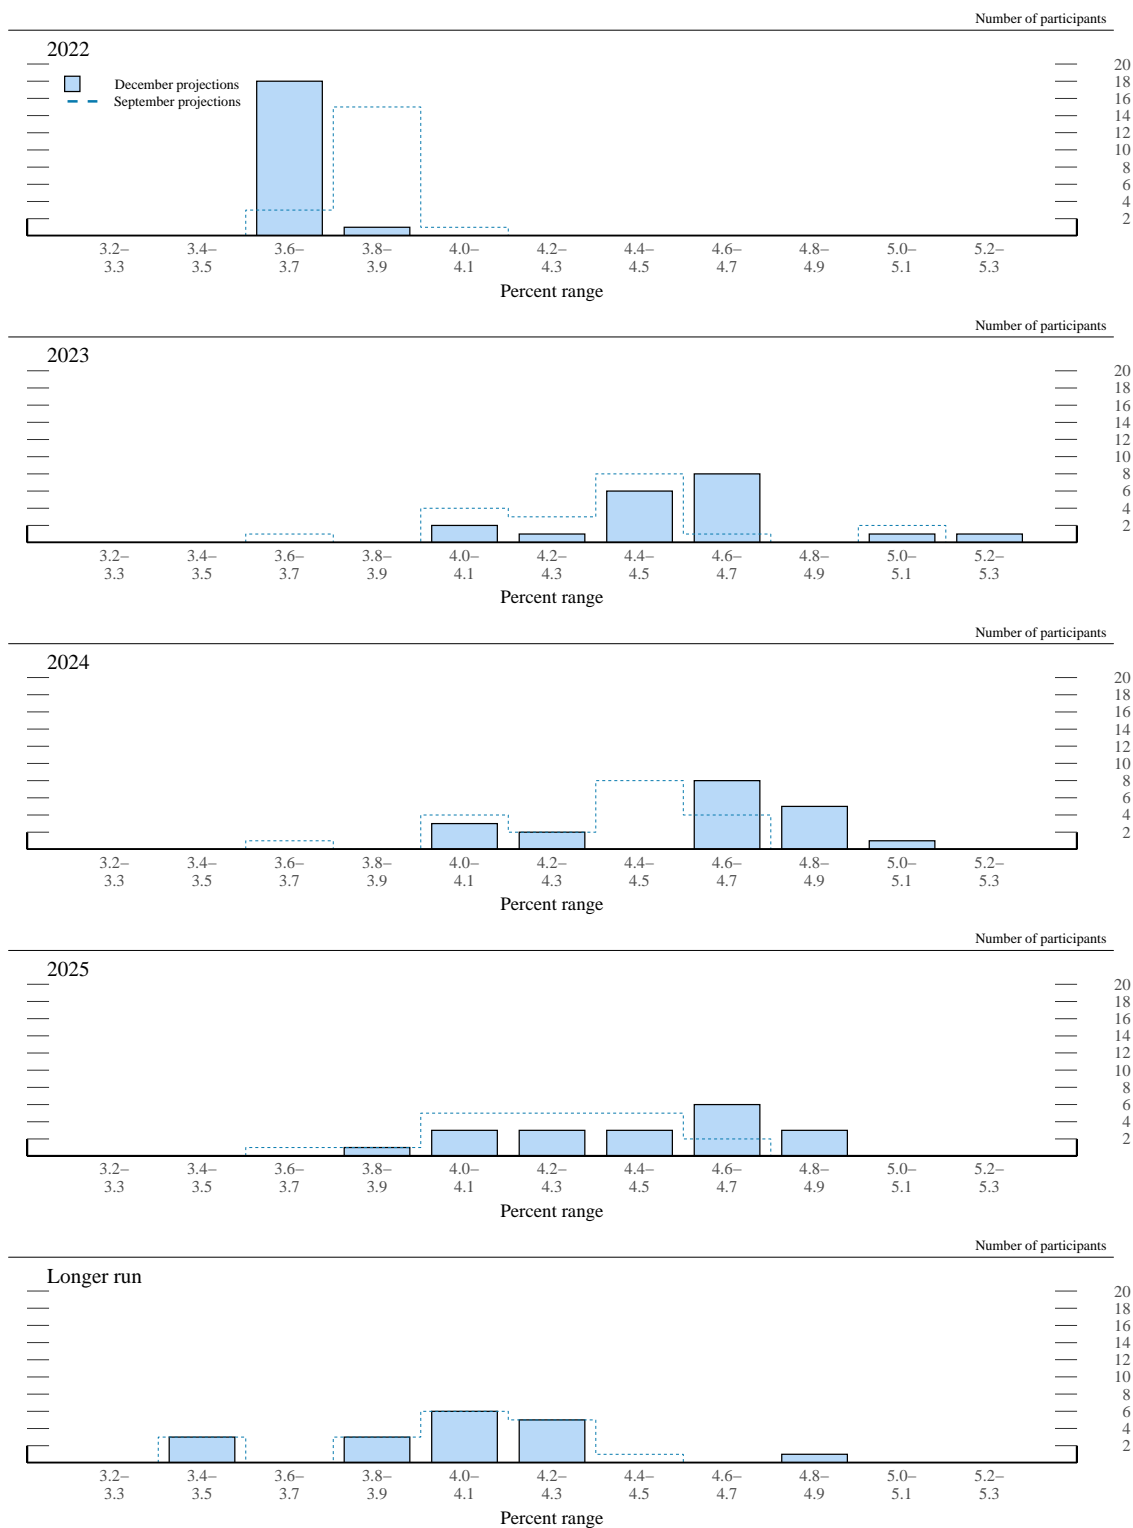 Number of participants
2022
December projections
September projections
20
18
16
14
12
10
8
6
4
2
3.2– 3.4– 3.6– 3.8– 4.0– 4.2– 4.4– 4.6– 4.8– 5.0– 5.2–
3.3 3.5 3.7 3.9 4.1 4.3 4.5 4.7 4.9 5.1 5.3
Percent range
Number of participants
2023
20
18
16
14
12
10
8
6
4
2
3.2– 3.4– 3.6– 3.8– 4.0– 4.2– 4.4– 4.6– 4.8– 5.0– 5.2–
3.3 3.5 3.7 3.9 4.1 4.3 4.5 4.7 4.9 5.1 5.3
Percent range
Number of participants
2024
20
18
16
14
12
10
8
6
4
2
3.2– 3.4– 3.6– 3.8– 4.0– 4.2– 4.4– 4.6– 4.8– 5.0– 5.2–
3.3 3.5 3.7 3.9 4.1 4.3 4.5 4.7 4.9 5.1 5.3
Percent range
Number of participants
2025
20
18
16
14
12
10
8
6
4
2
3.2– 3.4– 3.6– 3.8– 4.0– 4.2– 4.4– 4.6– 4.8– 5.0– 5.2–
3.3 3.5 3.7 3.9 4.1 4.3 4.5 4.7 4.9 5.1 5.3
Percent range
Number of participants
Longer run
20
18
16
14
12
10
8
6
4
2
3.2– 3.4– 3.6– 3.8– 4.0– 4.2– 4.4– 4.6– 4.8– 5.0– 5.2–
3.3 3.5 3.7 3.9 4.1 4.3 4.5 4.7 4.9 5.1 5.3
Percent range